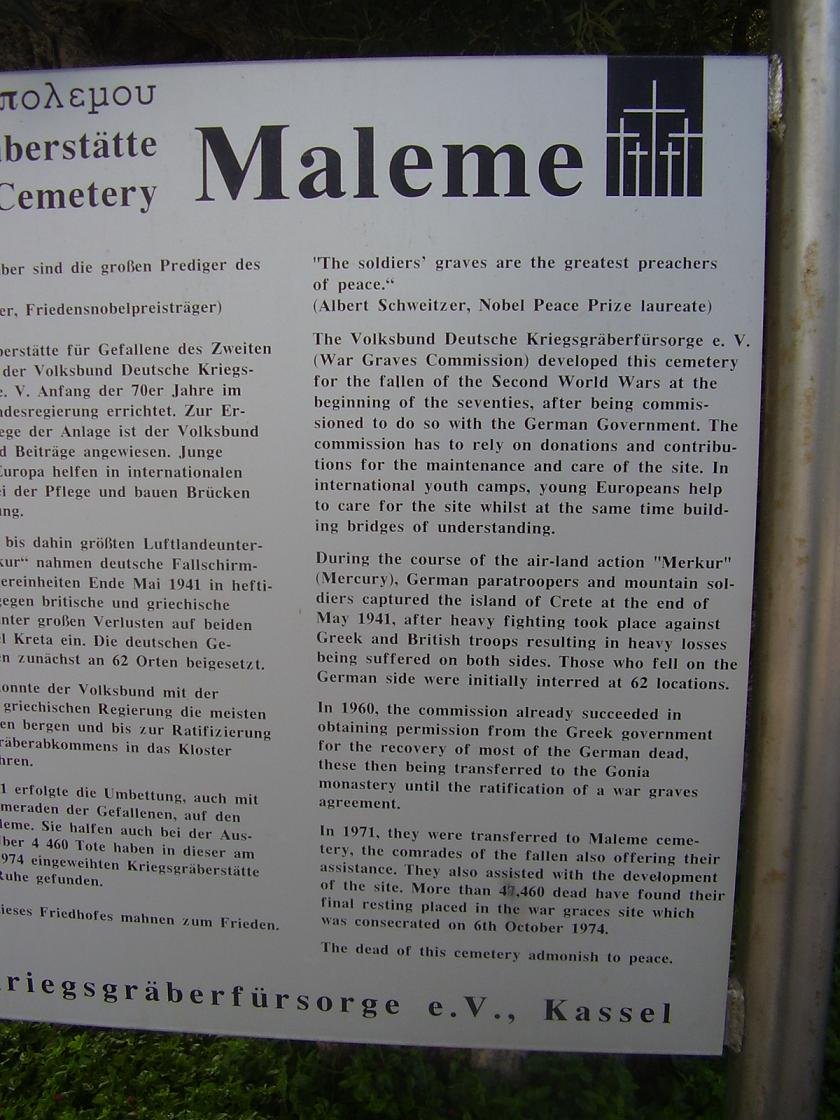 πολεμου
berstätte
Cemetery
Maleme
ber sind die großen Prediger des
er, Friedensnobelpreisträger)
berstätte für Gefallene des Zweiten
der Volksbund Deutsche Kriegs-
e. V. Anfang der 70er Jahre im
desregierung errichtet. Zur Er-
ege der Anlage ist der Volksbund
d Beiträge angewiesen. Junge
Europa helfen in internationalen
i der Pflege und bauen Brücken
ng.
bis dahin größten Luftlandeunter-
kur“ nahmen deutsche Fallschirm-
ereinheiten Ende Mai 1941 in hefti-
gegen britische und griechische
unter großen Verlusten auf beiden
l Kreta ein. Die deutschen Ge-
n zunächst an 62 Orten beigesetzt.
onnte der Volksbund mit der
griechischen Regierung die meisten
en bergen und bis zur Ratifizierung
räberabkommens in das Kloster
hren.
1 erfolgte die Umbettung, auch mit
meraden der Gefallenen, auf den
leme. Sie halfen auch bei der Aus-
ber 4 460 Tote haben in dieser am
974 eingeweihten Kriegsgräberstätte
Ruhe gefunden.
ieses Friedhofes mahnen zum Frieden.
"The soldiers' graves are the greatest preachers
of peace.“
(Albert Schweitzer, Nobel Peace Prize laureate)
The Volksbund Deutsche Kriegsgräberfürsorge e. V.
(War Graves Commission) developed this cemetery
for the fallen of the Second World Wars at the
beginning of the seventies, after being commis-
sioned to do so with the German Government. The
commission has to rely on donations and contribu-
tions for the maintenance and care of the site. In
international youth camps, young Europeans help
to care for the site whilst at the same time build-
ing bridges of understanding.
During the course of the air-land action "Merkur"
(Mercury), German paratroopers and mountain sol-
diers captured the island of Crete at the end of
May 1941, after heavy fighting took place against
Greek and British troops resulting in heavy losses
being suffered on both sides. Those who fell on the
German side were initially interred at 62 locations.
In 1960, the commission already succeeded in
obtaining permission from the Greek government
for the recovery of most of the German dead,
these then being transferred to the Gonia
monastery until the ratification of a war graves
agreement.
In 1971, they were transferred to Maleme ceme-
tery, the comrades of the fallen also offering their
assistance. They also assisted with the development
of the site. More than dead have found their
final resting placed in the war graces site which
was consecrated on 6th October 1974.
The dead of this cemetery admonish to peace.
riegsgräberfürsorge e.V., Kassel